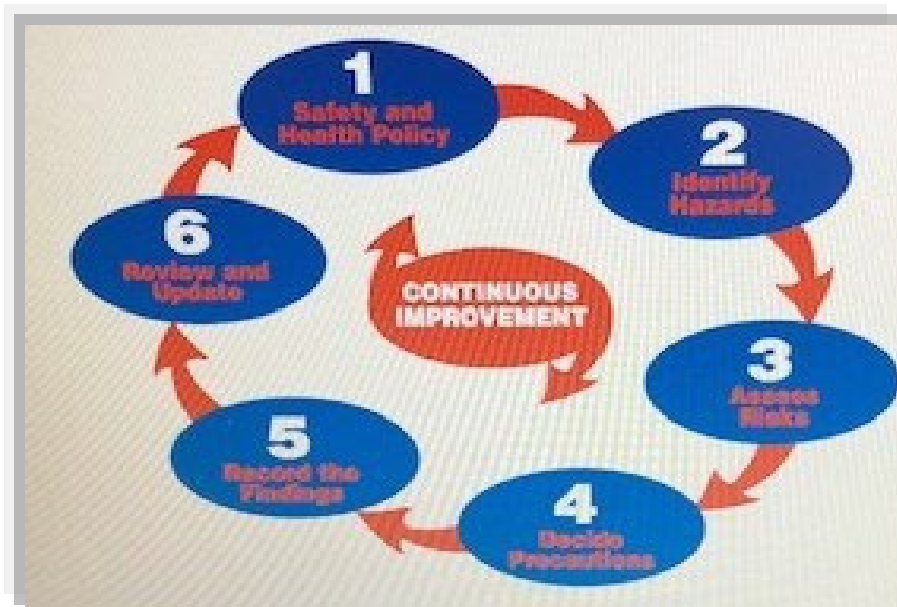 1
Safety and
Health Policy
2
Identify
Hazards
3
Assess
Risks
4
Decide
Precautions
5
Record the
Findings
6
Review and
Update
CONTINUOUS
IMPROVEMENT